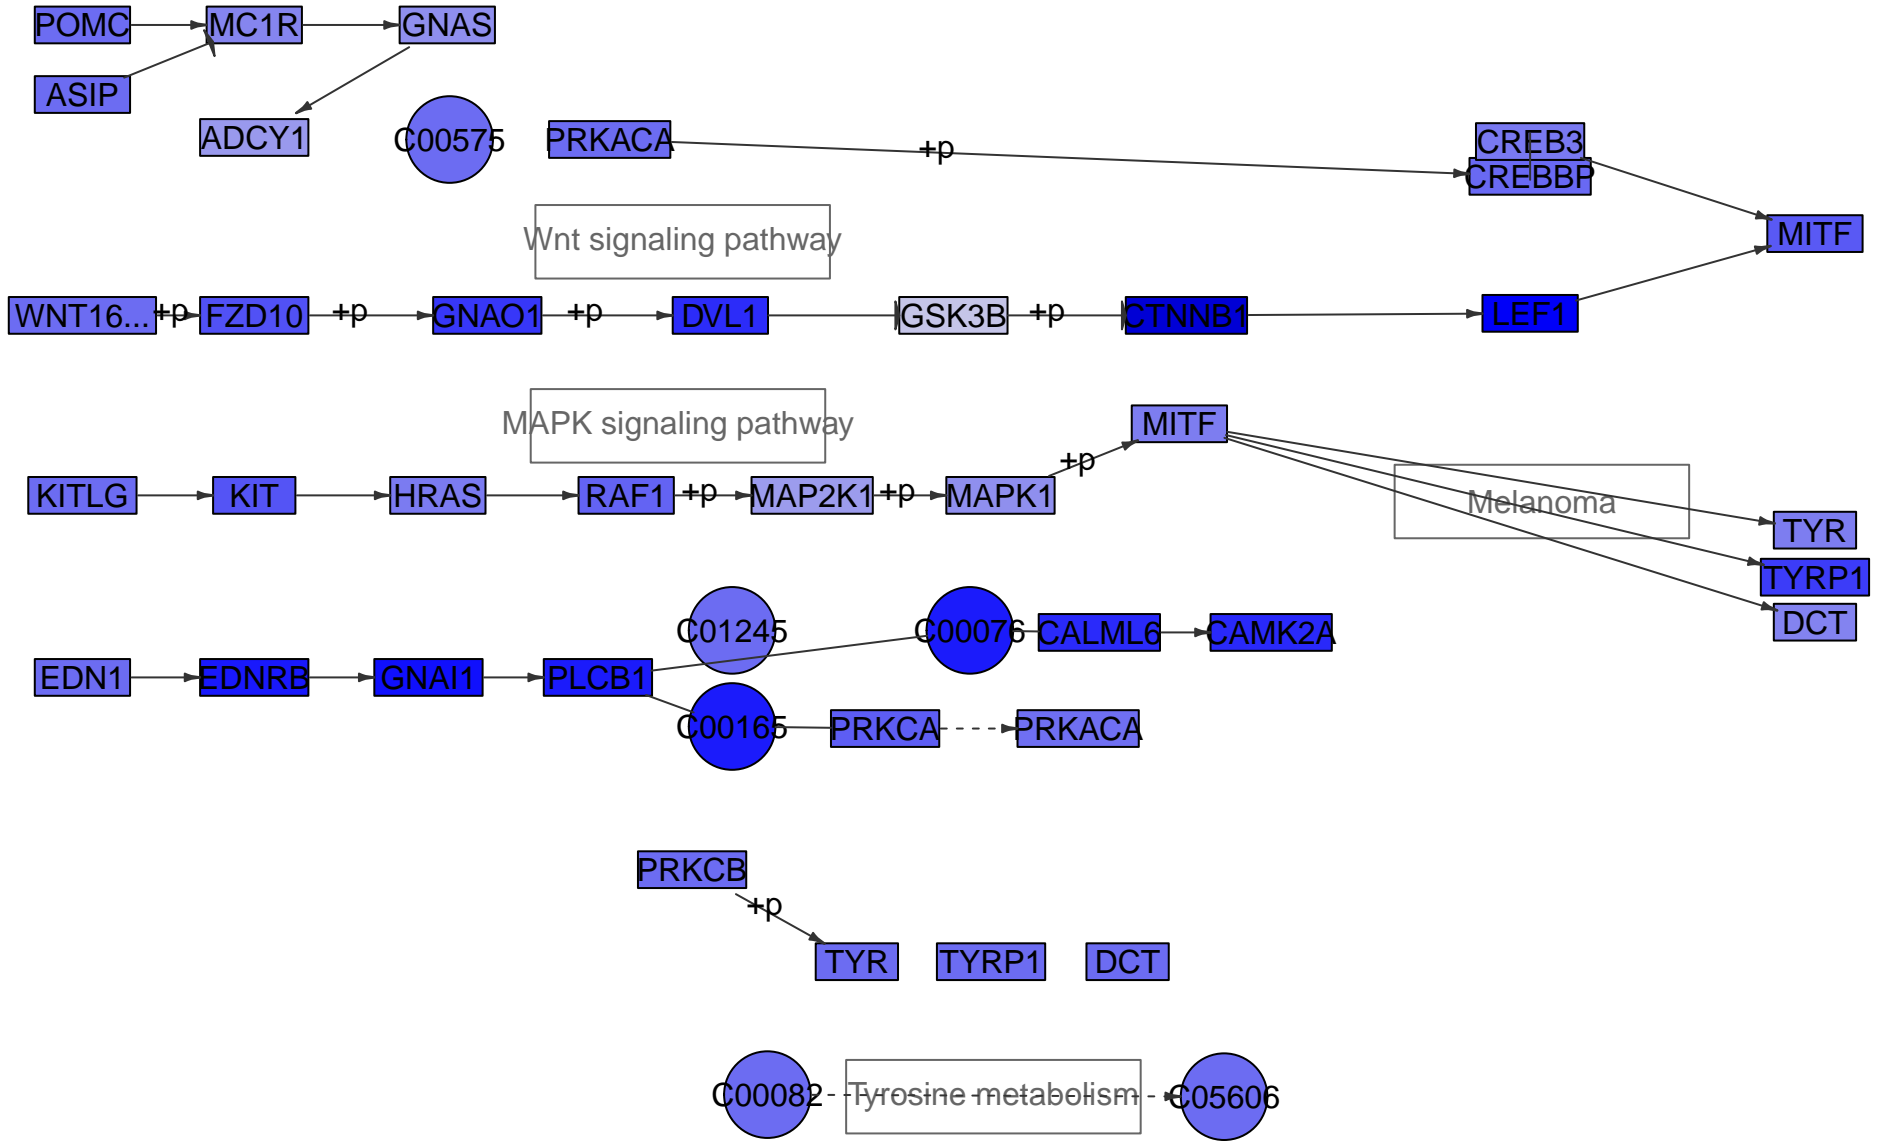 POMC
MC1R
GNAS
ASIP
ADCY1
C00575
PRKACA
+p
CREB3
CREBBP
Wnt signaling pathway
MITF
WNT16...
+p
FZD10
+p
GNAO1
+p
DVL1
GSK3B
+p
CTNNB1
LEF1
MAPK signaling pathway
MITF
+p
KITLG
KIT
HRAS
RAF1
+p
MAP2K1
+p
MAPK1
Melanoma
TYR
TYRP1
DCT
C01245
C00076
CALML6
CAMK2A
EDN1
EDNRB
GNAI1
PLCB1
C00165
PRKCA
PRKACA
PRKCB
+p
TYR
TYRP1
DCT
C00082
Tyrosine metabolism
C05606